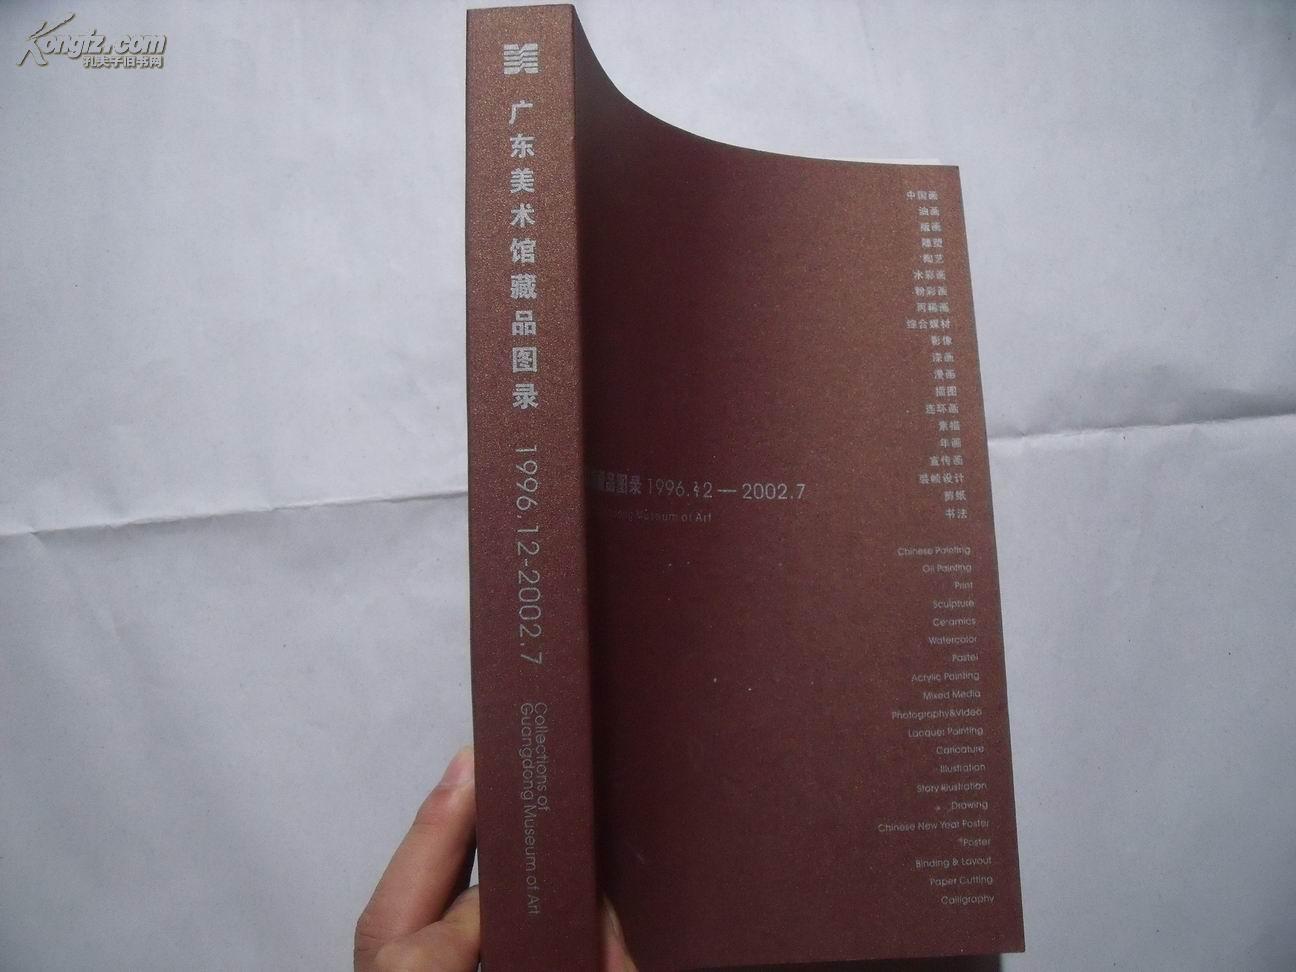 Kongfz.com
孔夫子旧书网
广东美术馆藏品图录 1996.12-2002.7
Collections of
Guangdong Museum of Art
品图录 1996.12—2002.7
Museum of Art
中国画
油画
版画
雕塑
陶艺
水彩画
粉彩画
丙稀画
综合媒材
影像
漆画
漫画
插图
连环画
素描
年画
宣传画
装帧设计
剪纸
书法
Chinese Painting
Oil Painting
Print
Sculpture
Ceramics
Watercolor
Pastel
Acrylic Painting
Mixed Media
Photography&Video
Lacquer Painting
Caricature
Illustration
Story Illustration
Drawing
Chinese New Year Poster
Poster
Binding & Layout
Paper Cutting
Calligraphy